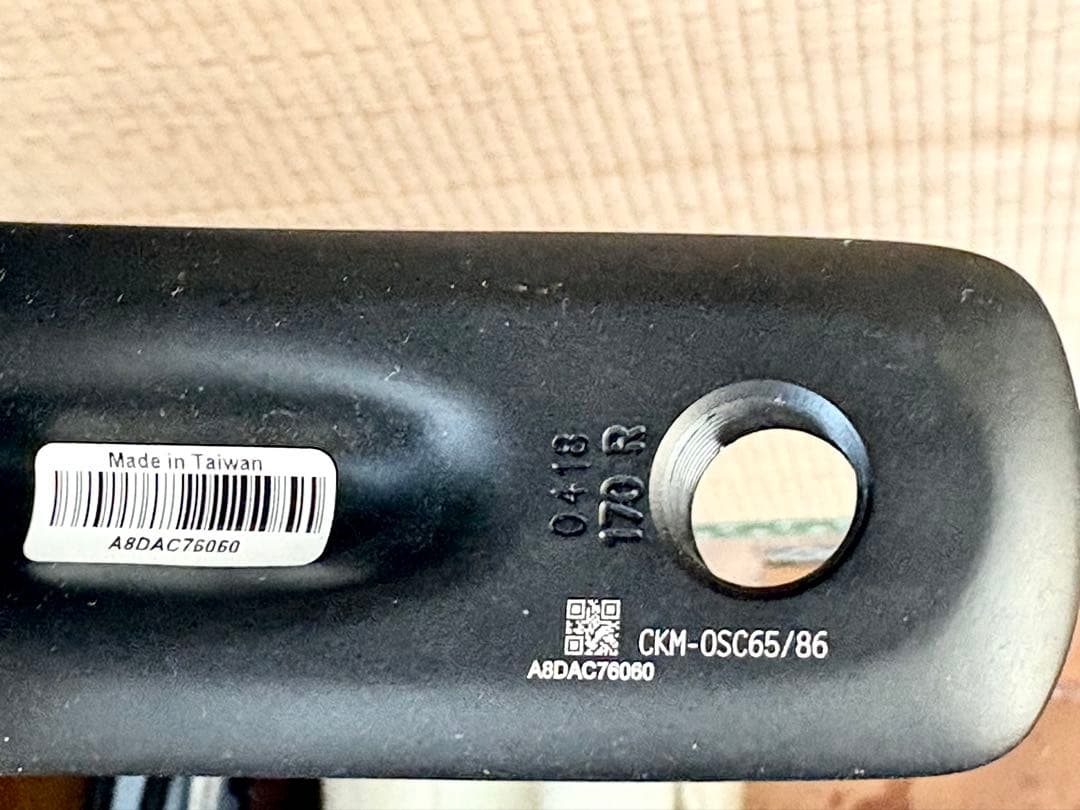 Made in Taiwan
A8DAC76060
0418
170 R
CKM-OSC65/86
A8DAC76060